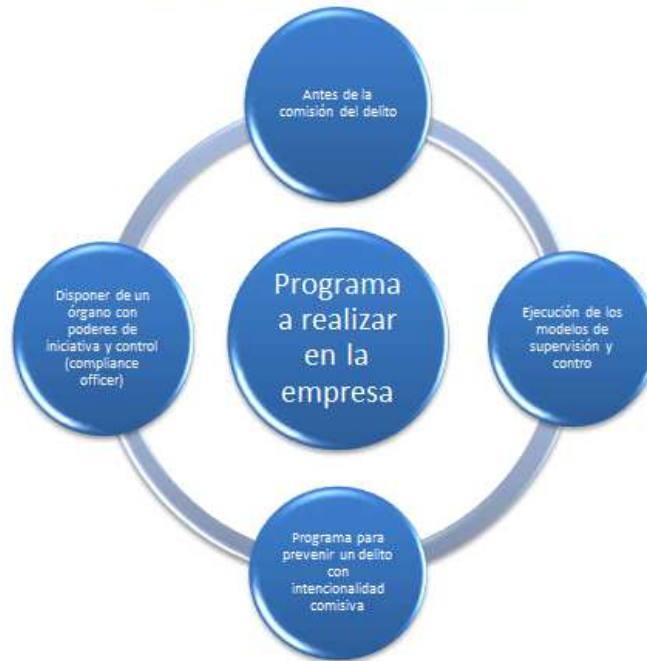 Antes de la
comisión del delito
Programa
a realizar
en la
empresa
Disponer de un
órgano con
poderes de
iniciativa y control
(compliance
officer)
Ejecución de los
modelos de
supervisión y
contro
Programa para
prevenir un delito
con
intencionalidad
comisiva